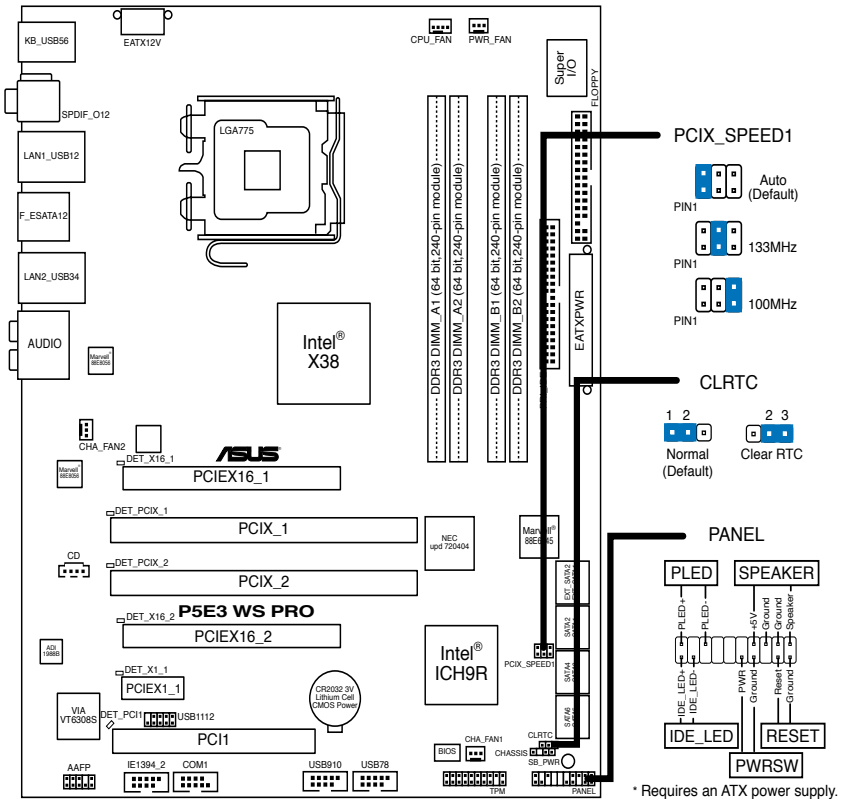 KB_USB56
EATX12V
CPU_FAN
PWR_FAN
Super I/O
FLOPPY
SPDIF_O12
LGA775
LAN1_USB12
F_ESATA12
LAN2_USB34
AUDIO
Marvell®
88E8056
Intel®
X38
DDR3 DIMM_A1 (64 bit,240-pin module)
DDR3 DIMM_A2 (64 bit,240-pin module)
DDR3 DIMM_B1 (64 bit,240-pin module)
DDR3 DIMM_B2 (64 bit,240-pin module)
EATXPWR
PCIX_SPEED1
PIN1
Auto
(Default)
PIN1
133MHz
PIN1
100MHz
CLRTC
1 2
2 3
Normal
(Default)
Clear RTC
CHA_FAN2
ASUS
Marvell®
88E8056
DET_X16_1
PCIEX16_1
DET_PCIX_1
PCIX_1
NEC
upd 720404
Marvell®
CD
DET_PCIX_2
PCIX_2
P5E3 WS PRO
DET_X16_2
PCIEX16_2
ADI
1988B
Intel®
ICH9R
PCIX_SPEED1
EXT_SATA2
SATA2
SATA4
SATA6
DET_X1_1
PCIEX1_1
CR2032 3V
Lithium Cell
CMOS Power
VIA
VT6308S
DET_PCI1
USB1112
PCI1
BIOS
CHA_FAN1
CLRTC
CHASSIS
SB_PWR
AAFP
IE1394_2
COM1
USB910
USB78
TPM
PANEL
PANEL
PLED
SPEAKER
PLED+
PLED-
+5V
Ground
Ground
Speaker
IDE_LED+
IDE_LED-
PWR
Ground
Reset
Ground
IDE_LED
RESET
PWRSW
* Requires an ATX power supply.